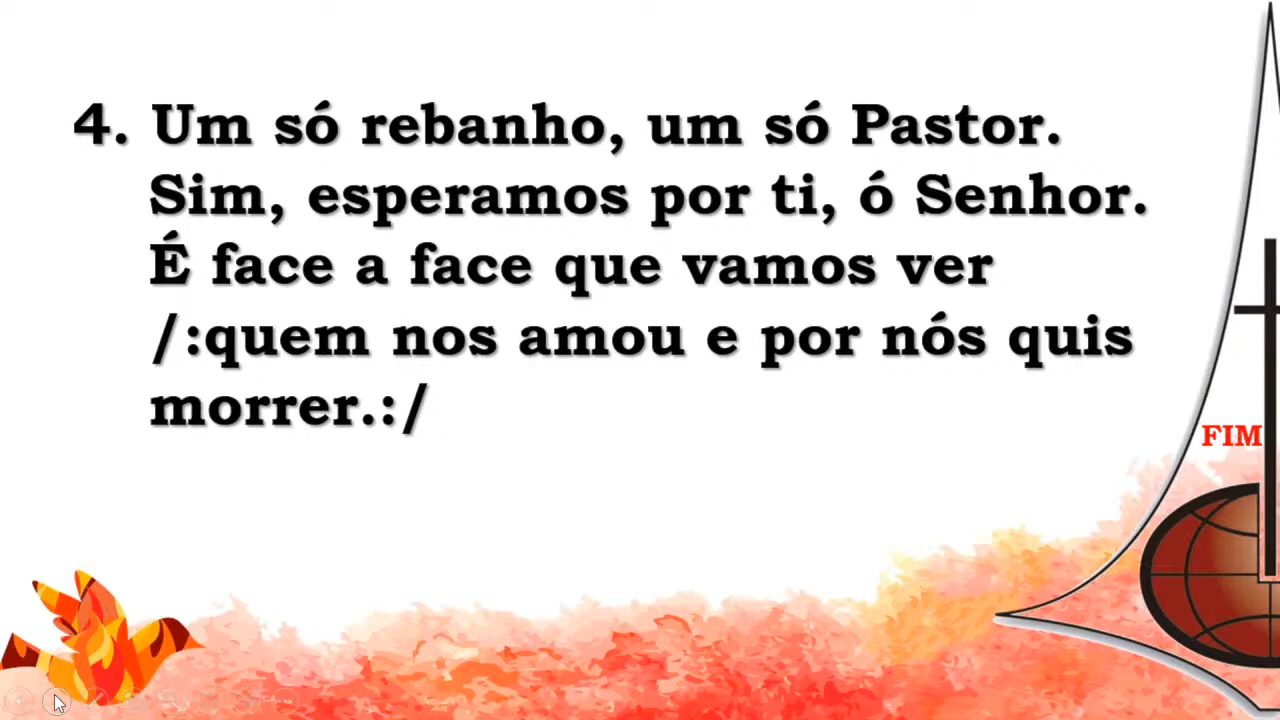 4. Um só rebanho, um só Pastor.
Sim, esperamos por ti, ó Senhor.
É face a face que vamos ver
/:quem nos amou e por nós quis
morrer.:/
FIM